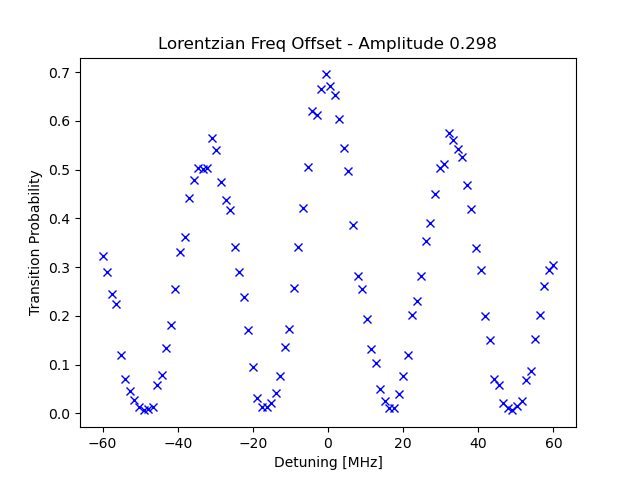 Lorentzian Freq Offset - Amplitude 0.298
Transition Probability
0.7
0.6
0.5
0.4
0.3
0.2
0.1
0.0
−60 −40 −20 0 20 40 60
Detuning [MHz]